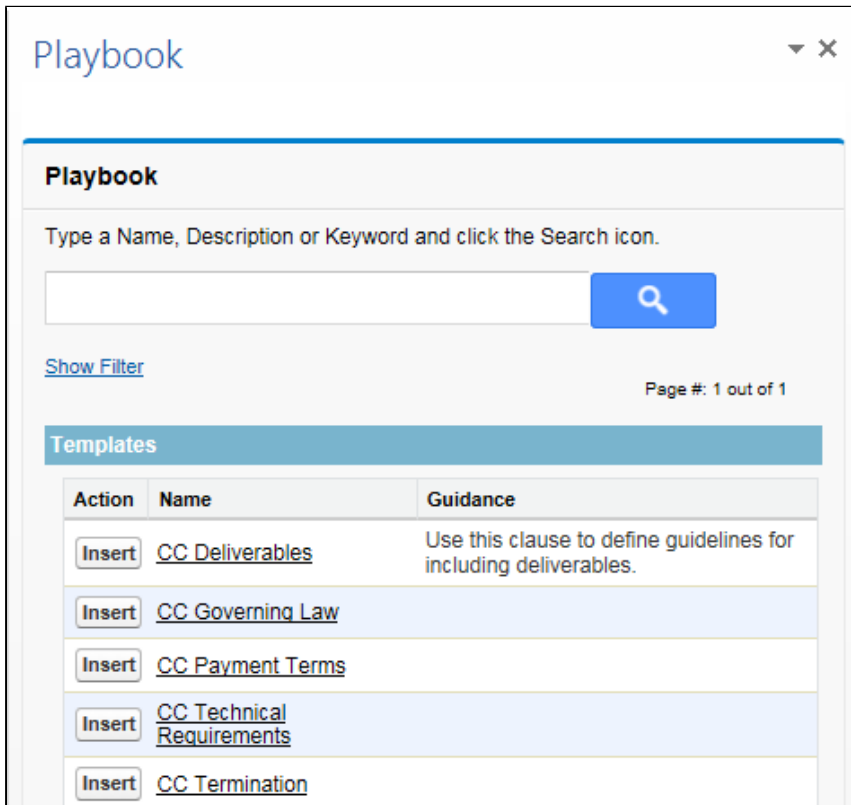 Playbook
Playbook
Type a Name, Description or Keyword and click the Search icon.
Show Filter
Page #: 1 out of 1
Templates
Action Name Guidance
Insert CC Deliverables Use this clause to define guidelines for
including deliverables.
Insert CC Governing Law
Insert CC Payment Terms
Insert CC Technical
Requirements
Insert CC Termination